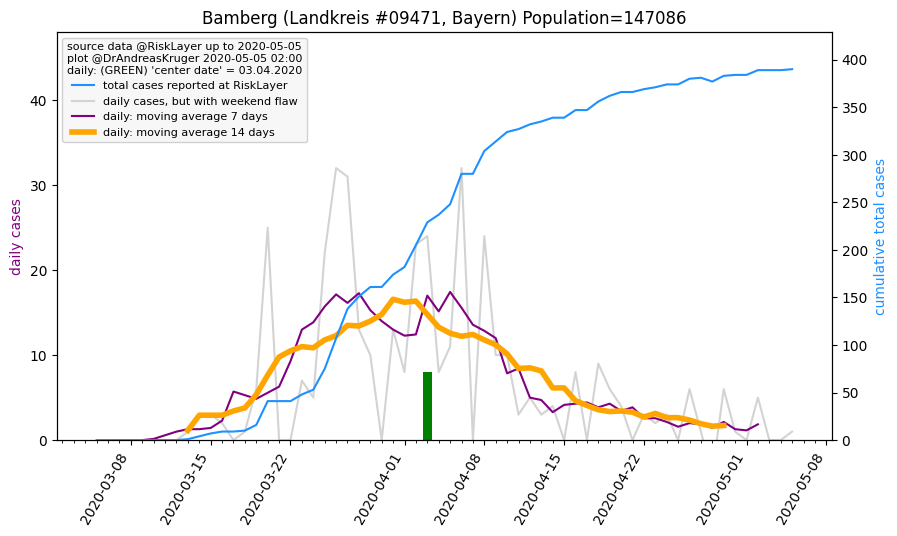 Bamberg (Landkreis #09471, Bayern) Population=147086
source data @RiskLayer up to 2020-05-05
plot @DrAndreasKruger 2020-05-05 02:00
daily: (GREEN) 'center date' = 03.04.2020
total cases reported at RiskLayer
daily cases, but with weekend flaw
daily: moving average 7 days
daily: moving average 14 days
daily cases
40
30
20
10
0
cumulative total cases
400
350
300
250
200
150
100
50
0
2020-03-08
2020-03-15
2020-03-22
2020-04-01
2020-04-08
2020-04-15
2020-04-22
2020-05-01
2020-05-08